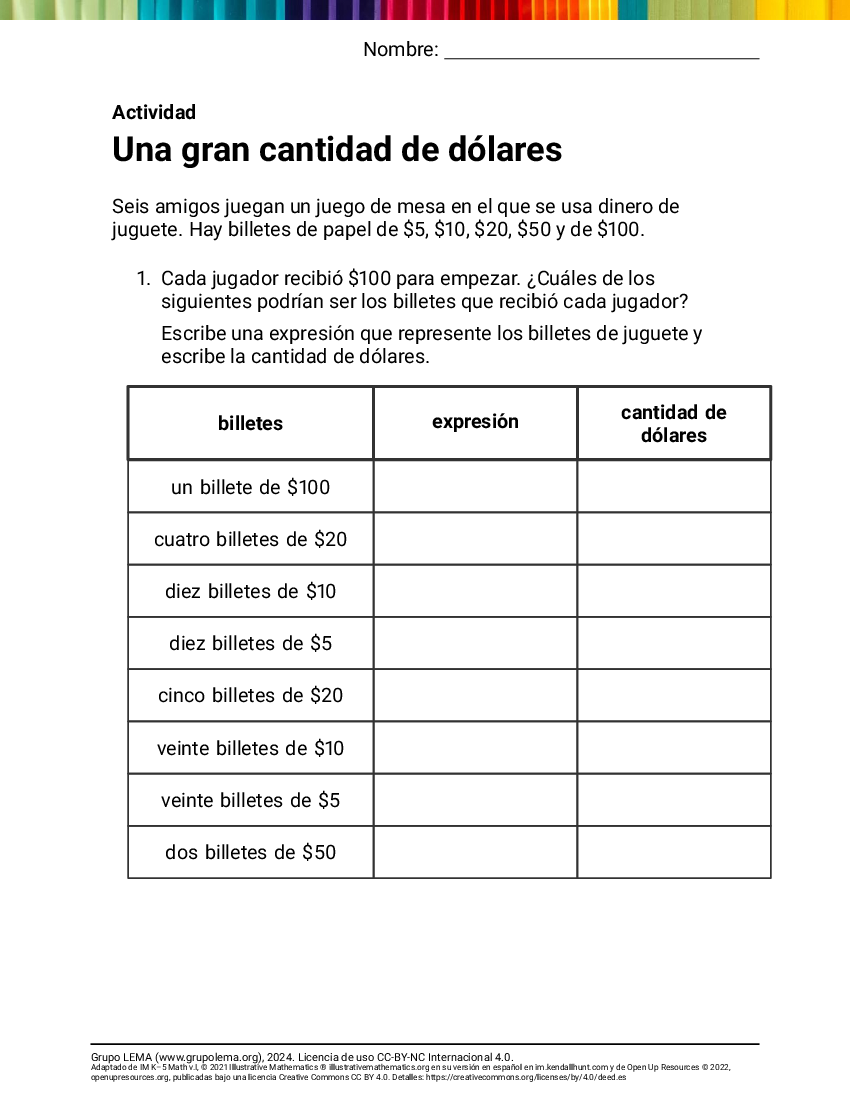 Nombre:
Actividad
Una gran cantidad de dólares
Seis amigos juegan un juego de mesa en el que se usa dinero de
juguete. Hay billetes de papel de $5, $10, $20, $50 y de $100.
1. Cada jugador recibió $100 para empezar. ¿Cuáles de los
siguientes podrían ser los billetes que recibió cada jugador?
Escribe una expresión que represente los billetes de juguete y
escribe la cantidad de dólares.
billetes expresión cantidad de
dólares
un billete de $100
cuatro billetes de $20
diez billetes de $10
diez billetes de $5
cinco billetes de $20
veinte billetes de $10
veinte billetes de $5
dos billetes de $50
Grupo LEMA (www.grupolema.org), 2024. Licencia de uso CC-BY-NC Internacional 4.0.
Adaptado de IM K–5 Math v.I, © 2021 Illustrative Mathematics ® illustrativemathematics.org en su versión en español en im.kendallhunt.com y de Open Up Resources © 2022,
openupresources.org, publicadas bajo una licencia Creative Commons CC BY 4.0. Detalles: https://creativecommons.org/licenses/by/4.0/deed.es